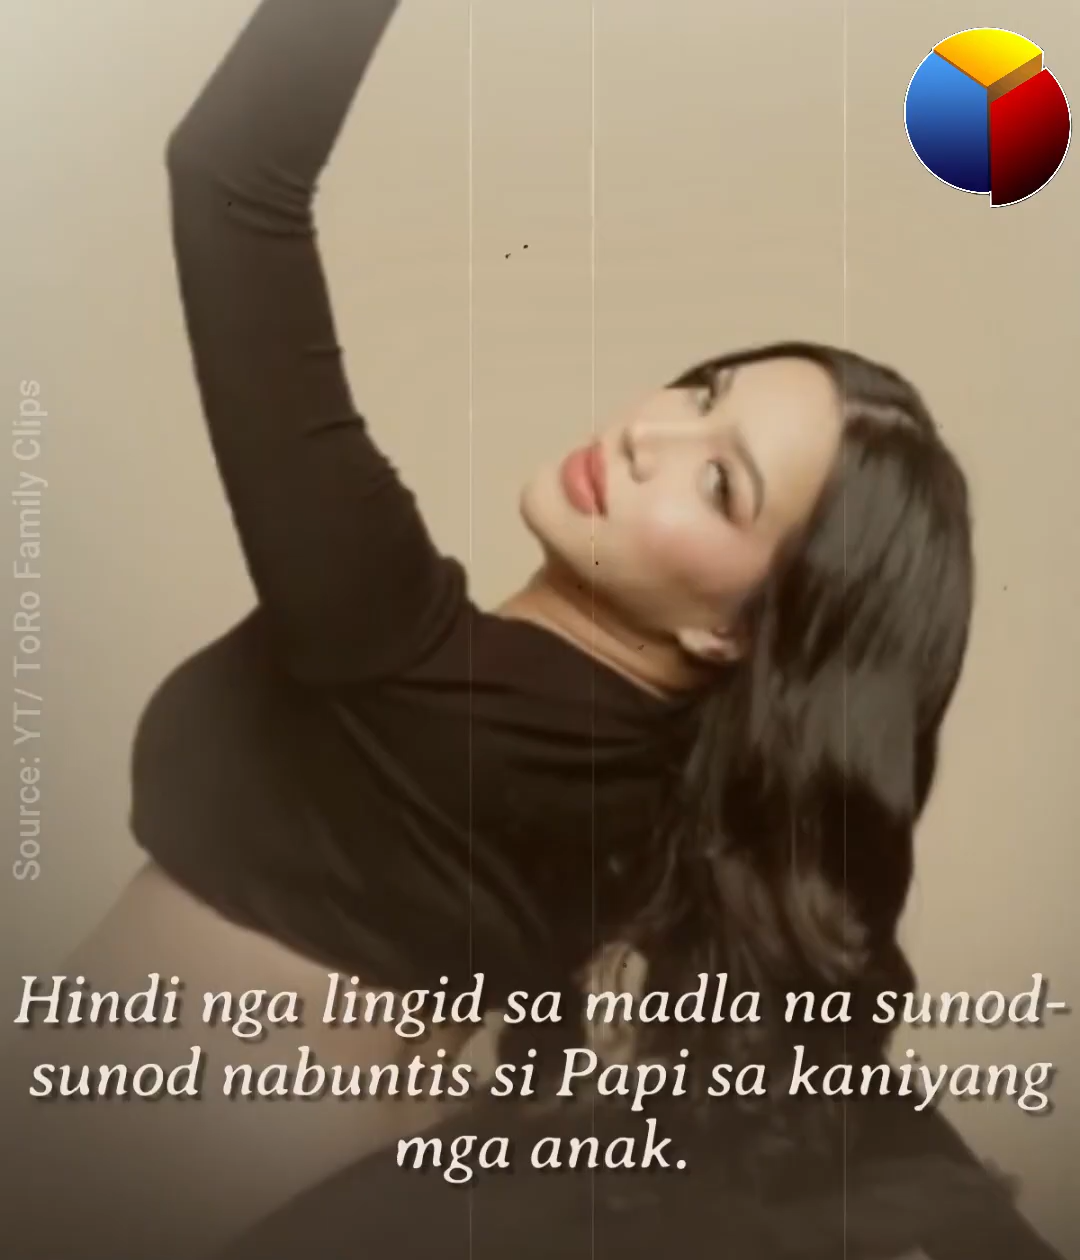 Source: YT/ ToRo Family Clips
Hindi nga lingid sa madla na sunod-
sunod nabuntis si Papi sa kaniyang
mga anak.